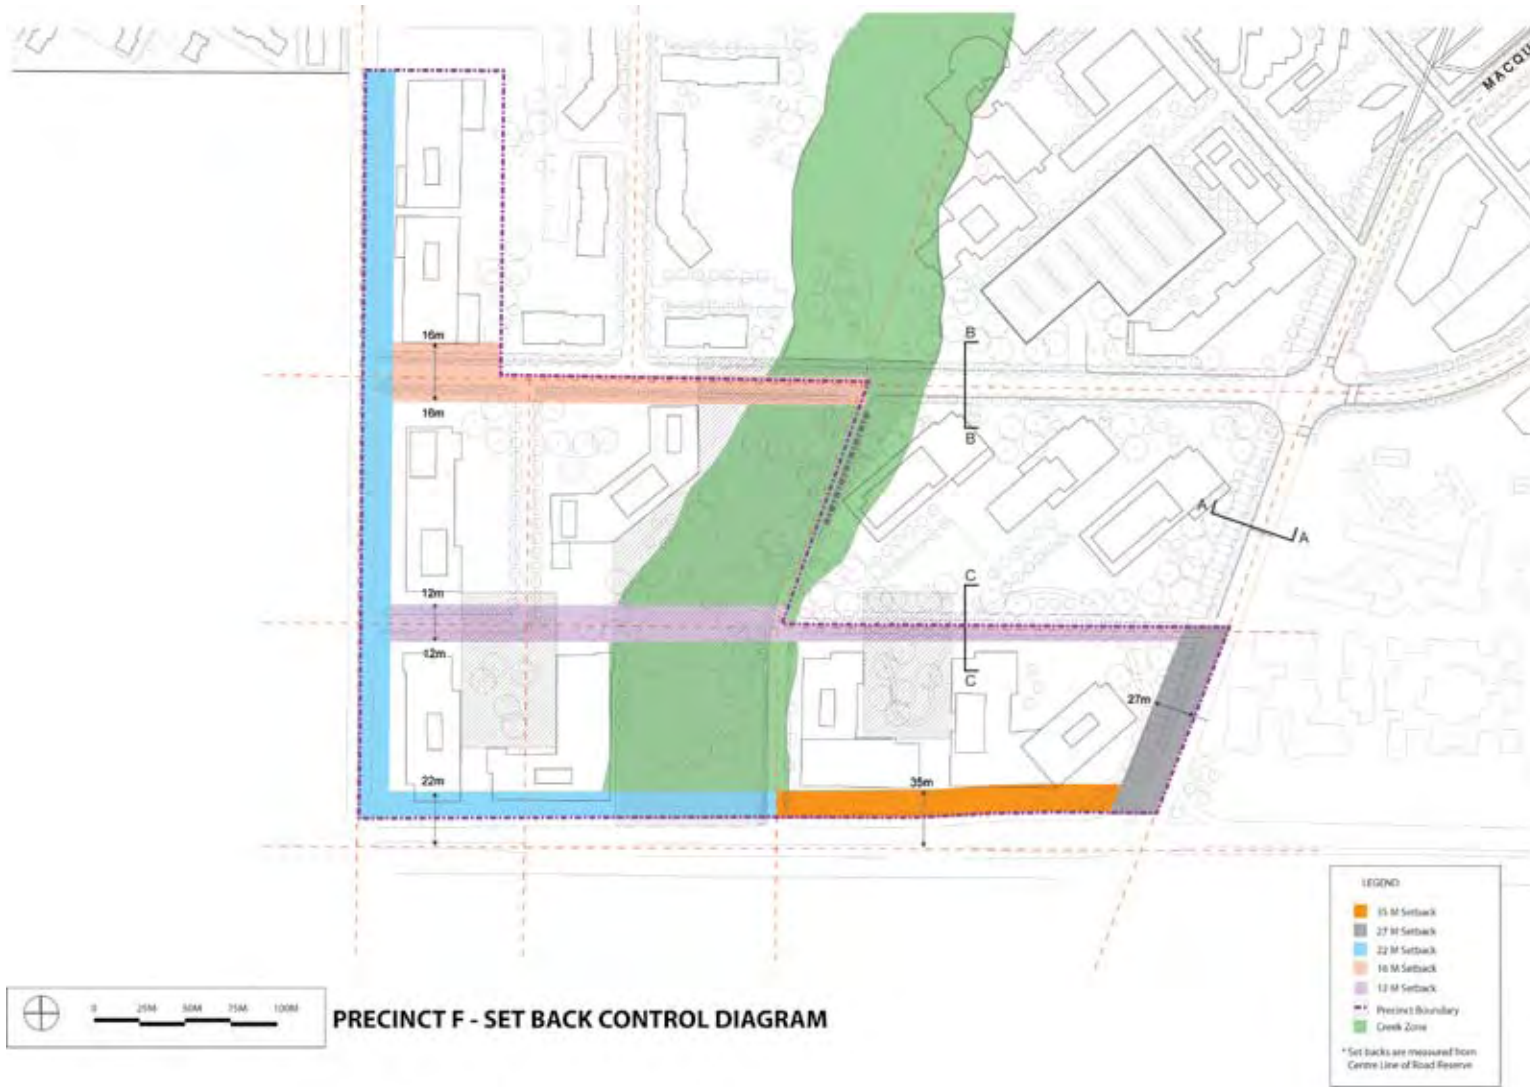 MACQU
16m
16m
B
B
A
A
12m
12m
C
C
27m
22m
35m
LEGEND:
35 M Setback
27 M Setback
22 M Setback
16 M Setback
12 M Setback
Precinct Boundary
Creek Zone
* Set backs are measured from
Centre Line of Road Reserve
0 25M 50M 75M 100M
PRECINCT F - SET BACK CONTROL DIAGRAM